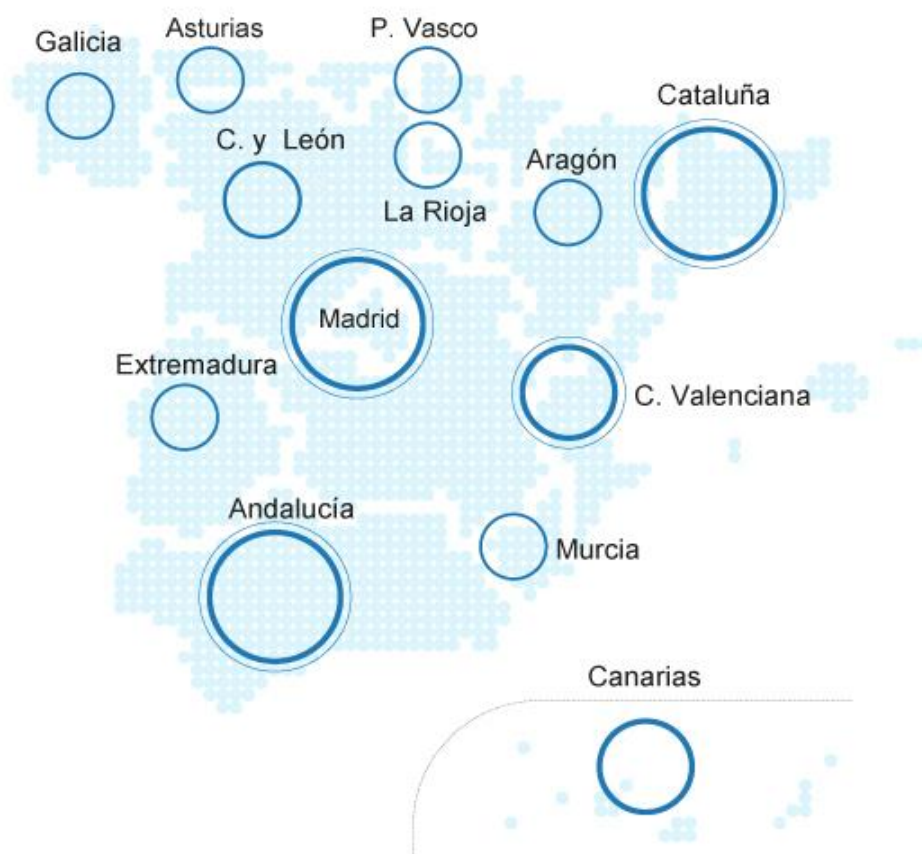 Galicia
Asturias
P. Vasco
Cataluña
C. y León
Aragón
La Rioja
Madrid
Extremadura
C. Valenciana
Andalucía
Murcia
Canarias